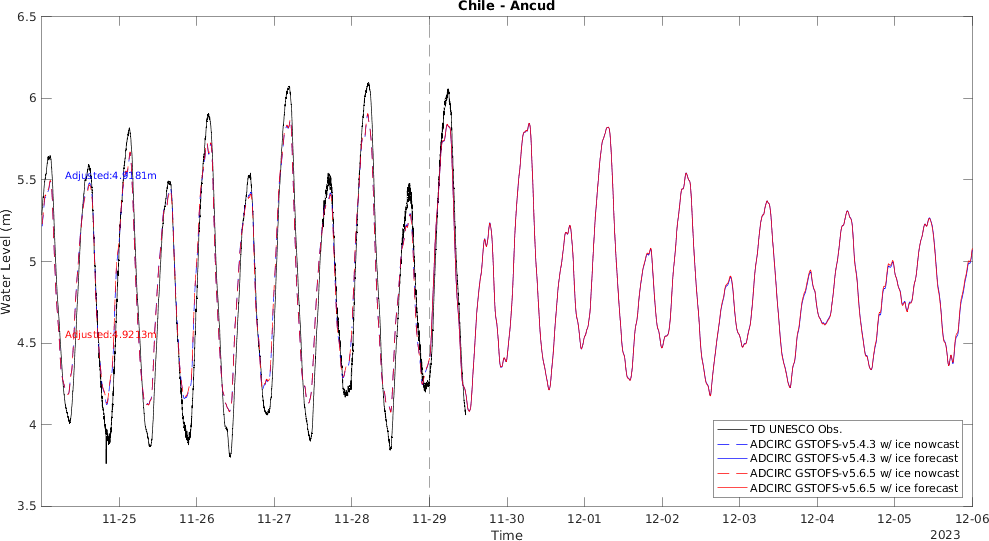 Chile - Ancud
6.5
6
5.5
5
4.5
4
3.5
Water Level (m)
Adjusted:4.9181m
Adjusted:4.9213m
TD UNESCO Obs.
ADCIRC GSTOFS-v5.4.3 w/ ice nowcast
ADCIRC GSTOFS-v5.4.3 w/ ice forecast
ADCIRC GSTOFS-v5.6.5 w/ ice nowcast
ADCIRC GSTOFS-v5.6.5 w/ ice forecast
11-25 11-26 11-27 11-28 11-29 11-30 12-01 12-02 12-03 12-04 12-05 12-06
Time
2023